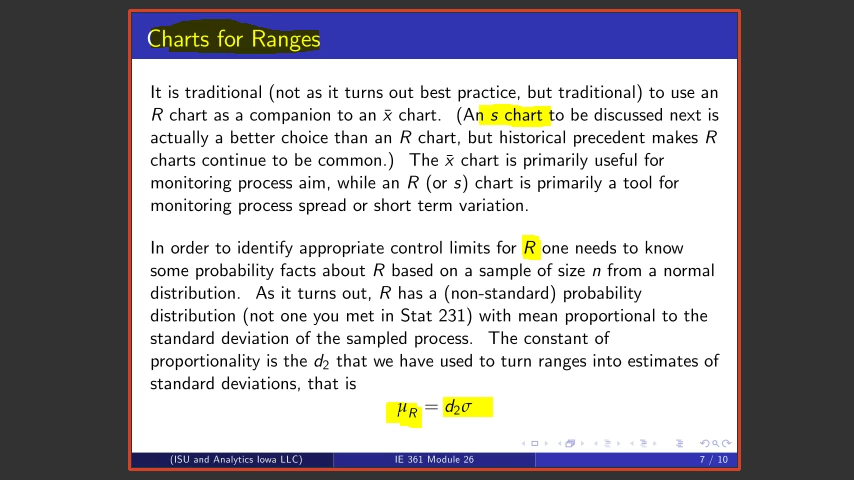 Charts for Ranges
It is traditional (not as it turns out best practice, but traditional) to use an
R chart as a companion to an x̄ chart. (An s chart to be discussed next is
actually a better choice than an R chart, but historical precedent makes R
charts continue to be common.) The x̄ chart is primarily useful for
monitoring process aim, while an R (or s) chart is primarily a tool for
monitoring process spread or short term variation.
In order to identify appropriate control limits for R one needs to know
some probability facts about R based on a sample of size n from a normal
distribution. As it turns out, R has a (non-standard) probability
distribution (not one you met in Stat 231) with mean proportional to the
standard deviation of the sampled process. The constant of
proportionality is the d₂ that we have used to turn ranges into estimates of
standard deviations, that is
μ_R = d₂σ
(ISU and Analytics Iowa LLC) IE 361 Module 26 7 / 10